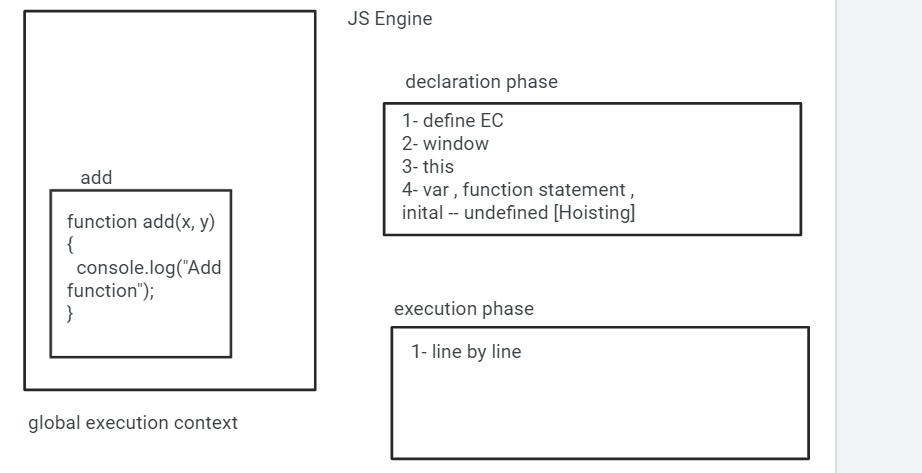 JS Engine
declaration phase
1- define EC
2- window
3- this
4- var , function statement ,
inital -- undefined [Hoisting]
add
function add(x, y)
{
console.log("Add
function");
}
execution phase
1- line by line
global execution context